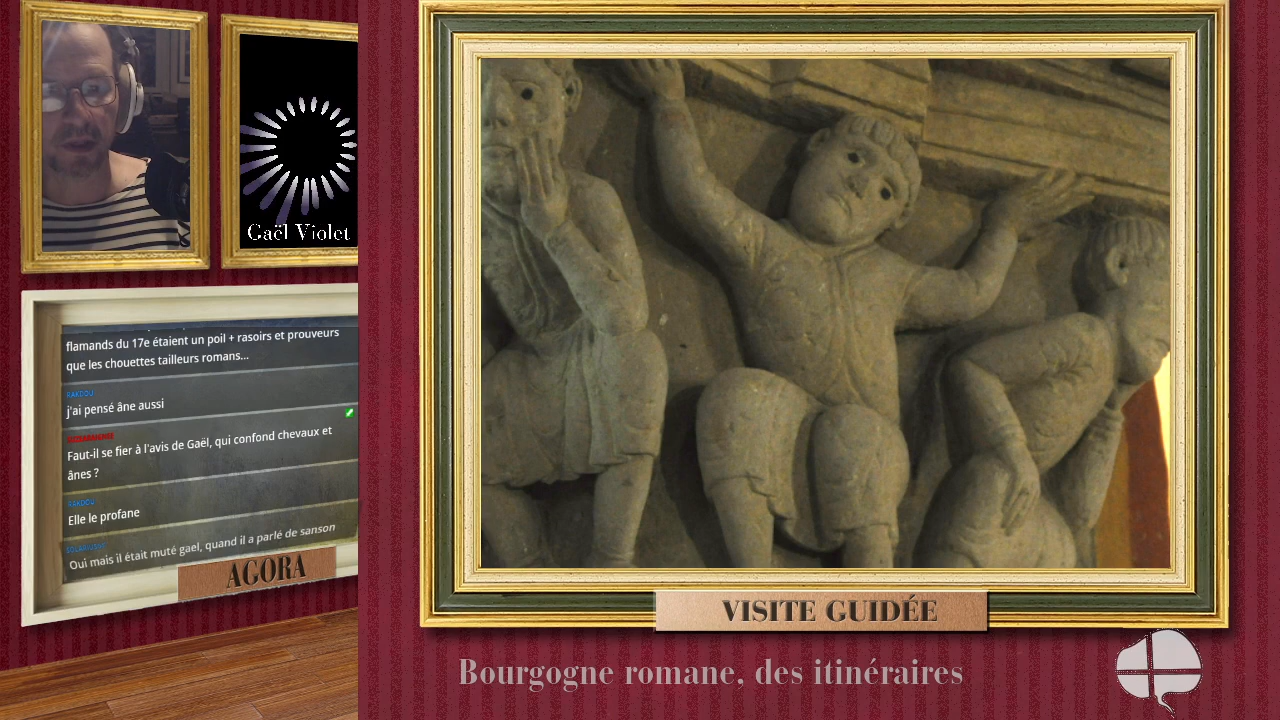 Gaël Violet
flamands du 17e étaient un poil + rasoirs et prouveurs
que les chouettes tailleurs romans...
RAKDOU
j'ai pensé âne aussi
Faut-il se fier à l'avis de Gaël, qui confond chevaux et
ânes ?
RAKDOU
Elle le profane
Oui mais il était muté gael, quand il a parlé de sanson
AGORA
VISITE GUIDÉE
Bourgogne romane, des itinéraires